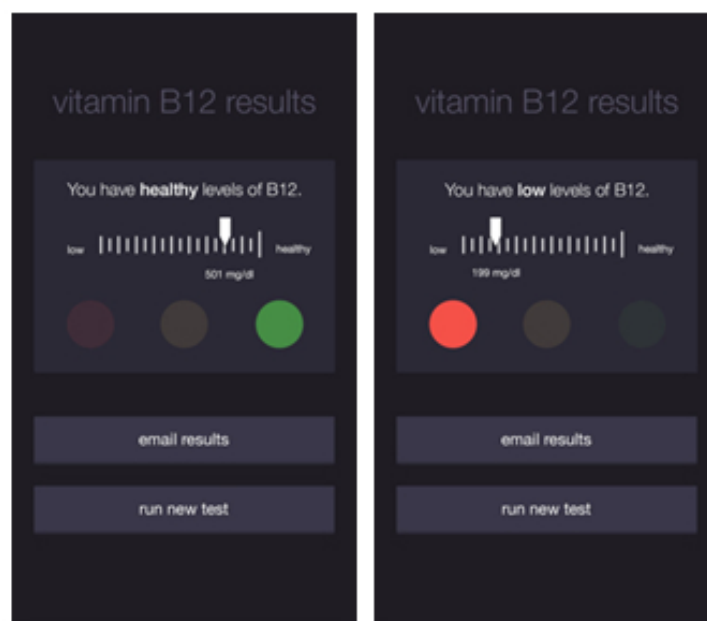 vitamin B12 results
You have healthy levels of B12.
low healthy
501 mg/dl
email results
run new test
vitamin B12 results
You have low levels of B12.
low healthy
199 mg/dl
email results
run new test